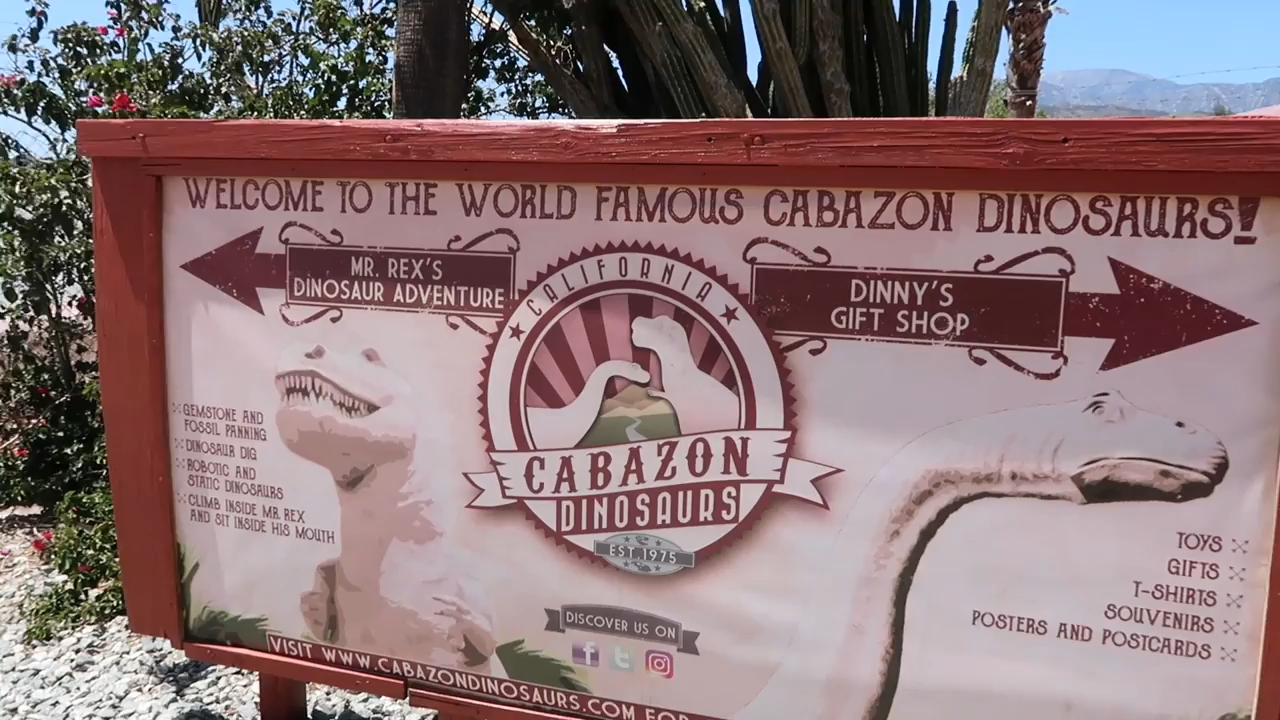 WELCOME TO THE WORLD FAMOUS CABAZON DINOSAURS!
MR. REX'S
DINOSAUR ADVENTURE
DINNY'S
GIFT SHOP
CALIFORNIA
CABAZON
DINOSAURS
EST. 1975
GEMSTONE AND
FOSSIL PANNING
DINOSAUR DIG
ROBOTIC AND
STATIC DINOSAURS
CLIMB INSIDE MR. REX
AND SIT INSIDE HIS MOUTH
TOYS
GIFTS
T-SHIRTS
SOUVENIRS
POSTERS AND POSTCARDS
DISCOVER US ON
VISIT WWW.CABAZONDINOSAURS.COM FOR